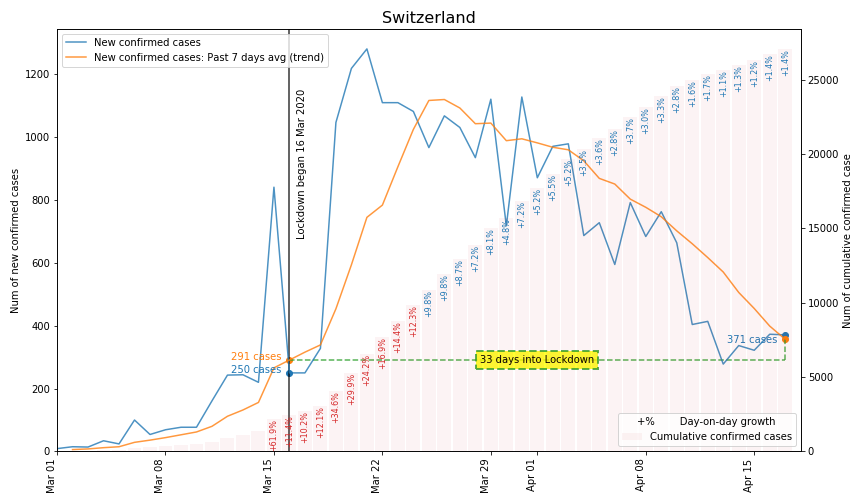 Switzerland
New confirmed cases
New confirmed cases: Past 7 days avg (trend)
Lockdown began 16 Mar 2020
Num of new confirmed cases
1200
1000
800
600
400
200
0
25000
20000
15000
10000
5000
0
Num of cumulative confirmed case
+61.9%
+11.4%
+10.2%
+12.1%
+34.6%
+29.9%
+24.2%
+16.9%
+14.4%
+12.3%
+9.8%
+9.8%
+8.7%
+7.2%
+8.1%
+4.8%
+7.2%
+5.2%
+5.5%
+5.2%
+3.5%
+3.6%
+2.8%
+3.7%
+3.0%
+3.3%
+2.8%
+1.6%
+1.7%
+1.1%
+1.3%
+1.2%
+1.4%
+1.4%
291 cases
250 cases
33 days into Lockdown
371 cases
+% Day-on-day growth
Cumulative confirmed cases
Mar 01
Mar 08
Mar 15
Mar 22
Mar 29
Apr 01
Apr 08
Apr 15